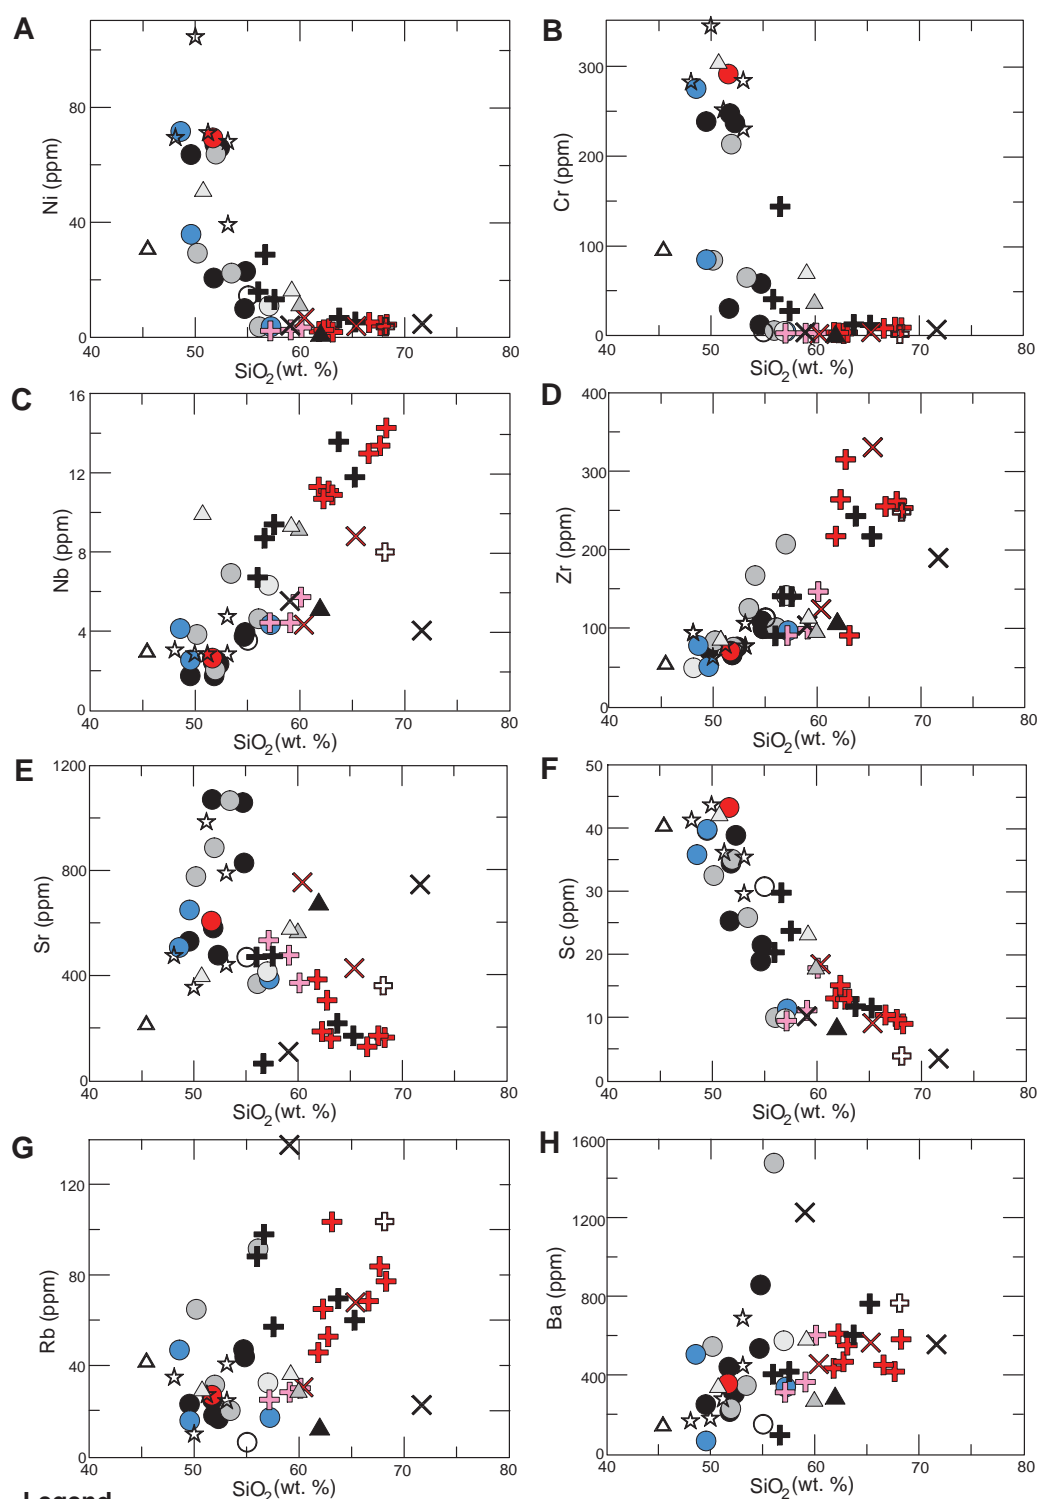 A
B
80
40
0
Ni (ppm)
40 50 60 70 80
SiO2 (wt. %)
300
200
100
0
Cr (ppm)
40 50 60 70 80
SiO2 (wt. %)
C
D
16
12
8
4
0
Nb (ppm)
40 50 60 70 80
SiO2 (wt. %)
400
300
200
100
0
Zr (ppm)
40 50 60 70 80
SiO2 (wt. %)
E
F
1200
800
400
0
Sr (ppm)
40 50 60 70 80
SiO2 (wt. %)
50
40
30
20
10
0
Sc (ppm)
40 50 60 70 80
SiO2 (wt. %)
G
H
120
80
40
0
Rb (ppm)
40 50 60 70 80
SiO2 (wt. %)
1600
1200
800
400
0
Ba (ppm)
40 50 60 70 80
SiO2 (wt. %)
Legend